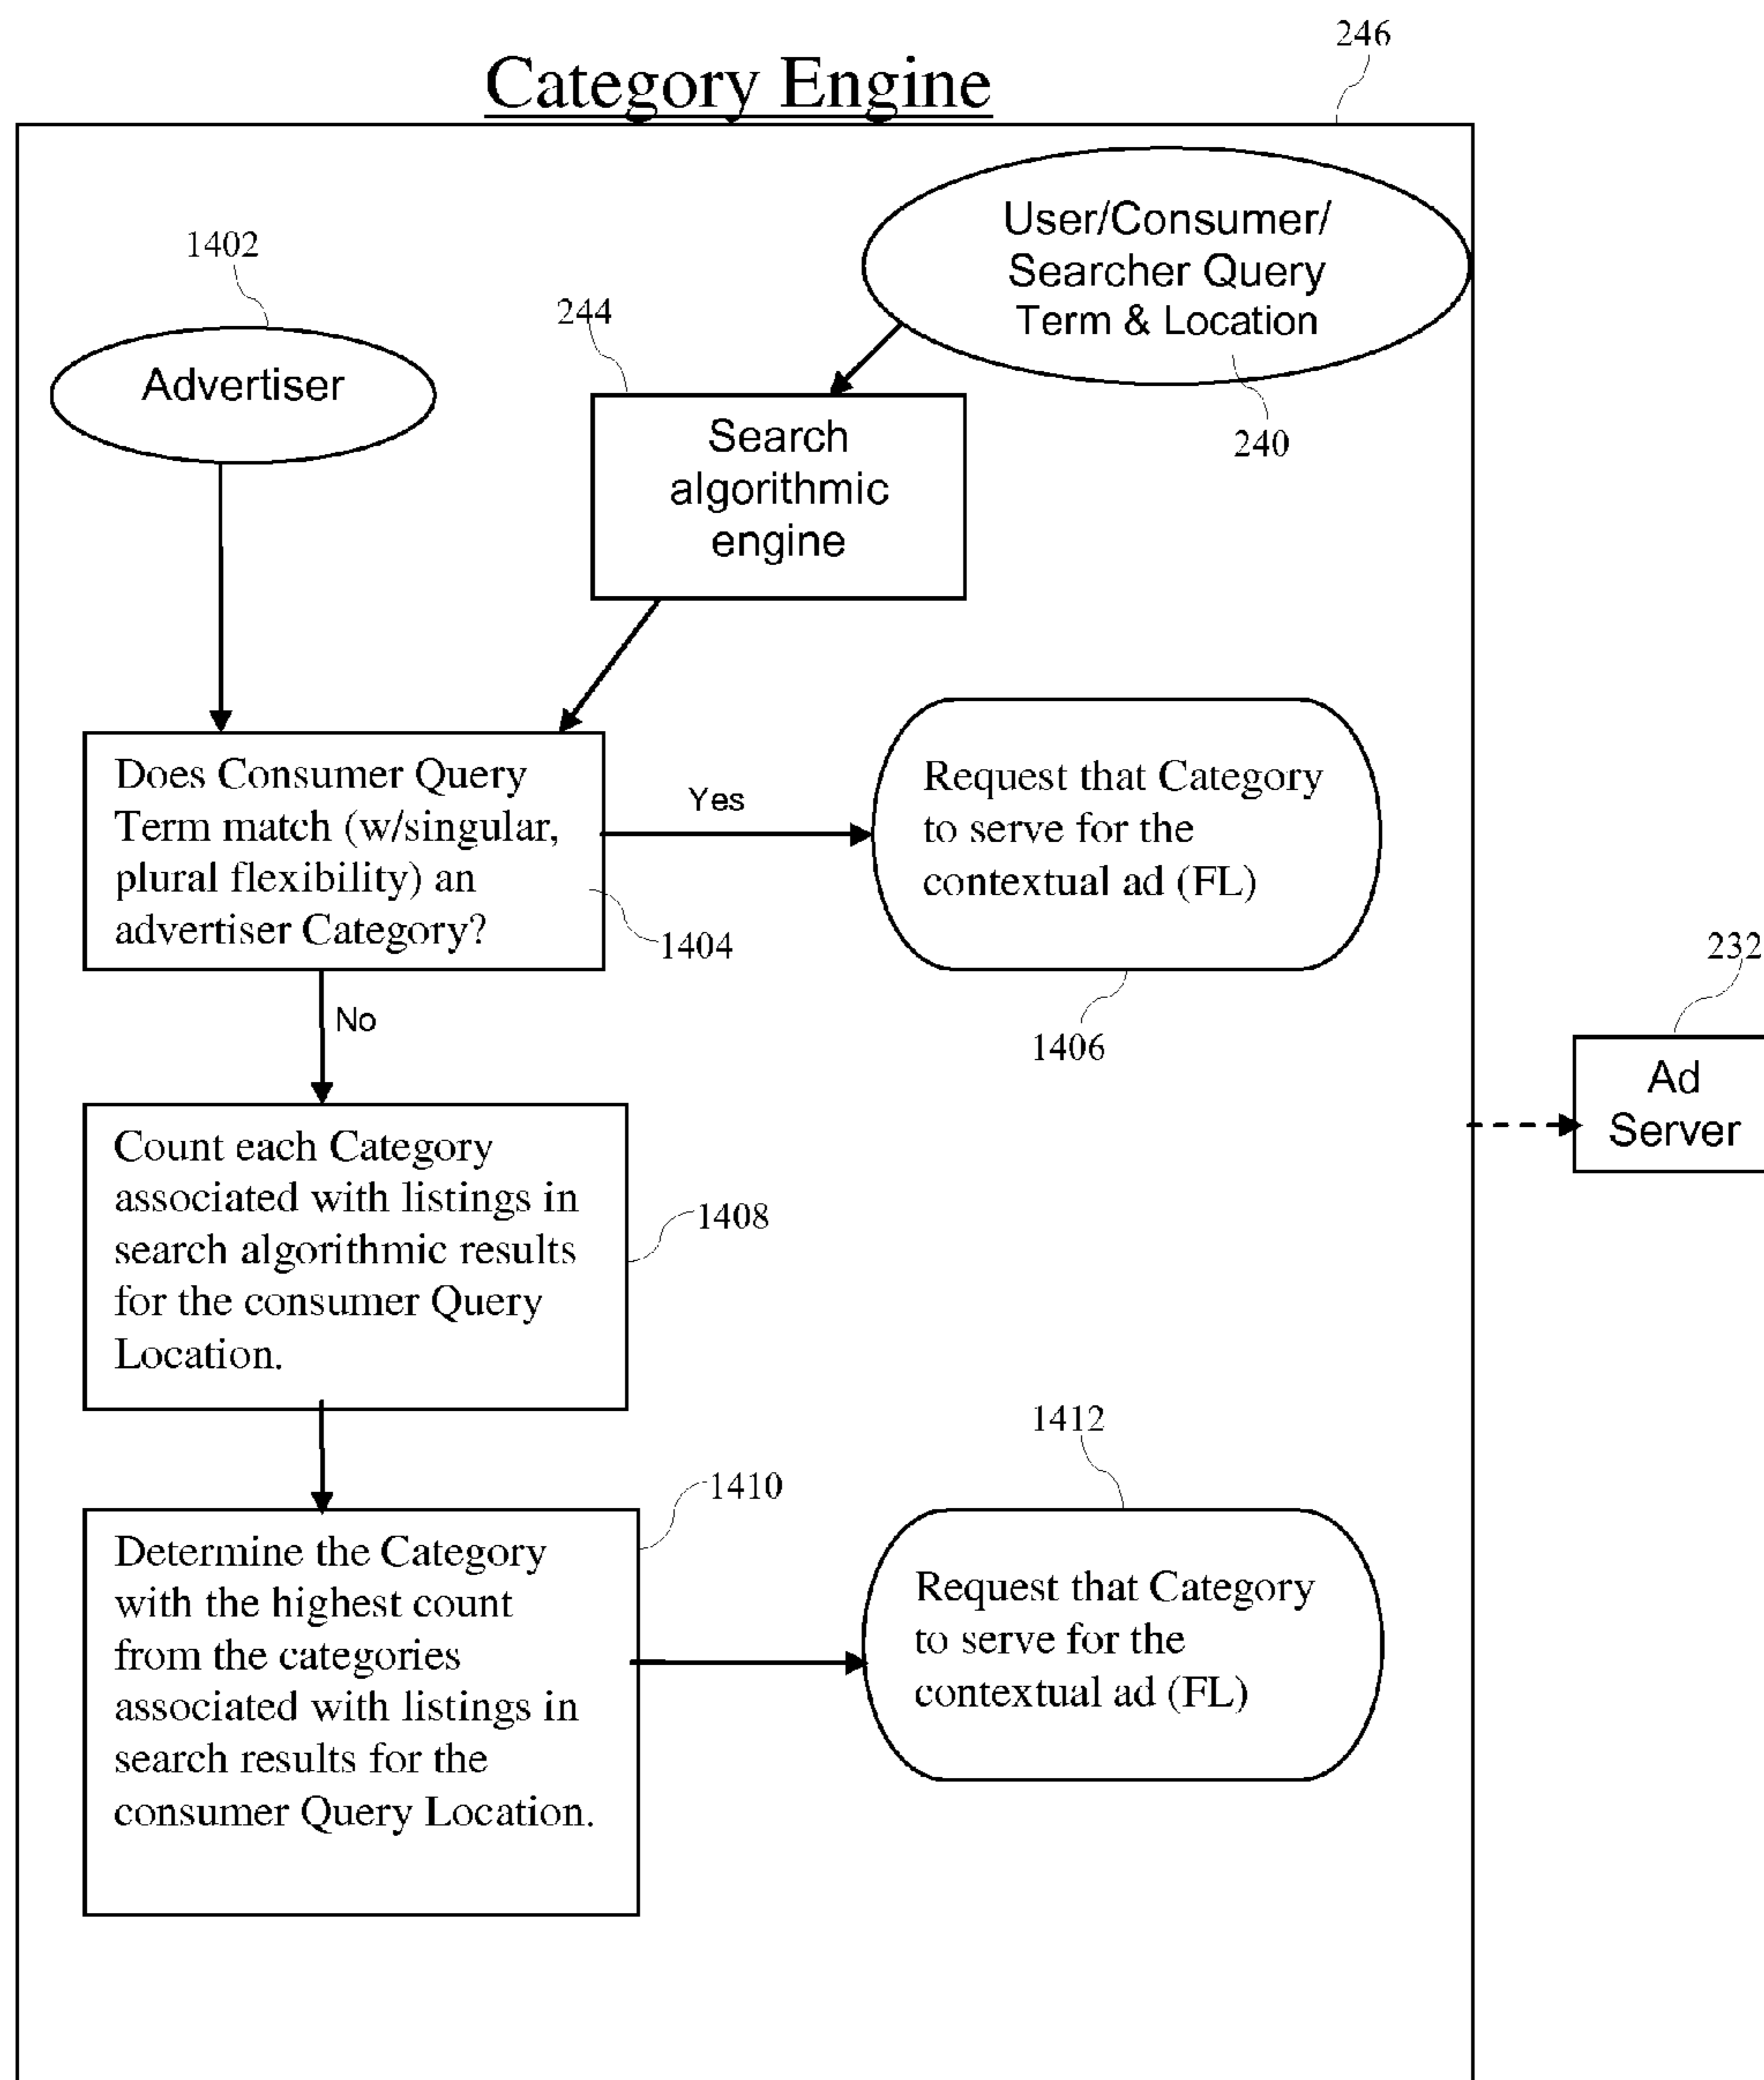 246
Category Engine
User/Consumer/
Searcher Query
Term & Location
240
1402
Advertiser
244
Search
algorithmic
engine
Does Consumer Query
Term match (w/singular,
plural flexibility) an
advertiser Category?
1404
Yes
Request that Category
to serve for the
contextual ad (FL)
1406
No
232
Ad
Server
Count each Category
associated with listings in
search algorithmic results
for the consumer Query
Location.
1408
1410
Determine the Category
with the highest count
from the categories
associated with listings in
search results for the
consumer Query Location.
1412
Request that Category
to serve for the
contextual ad (FL)